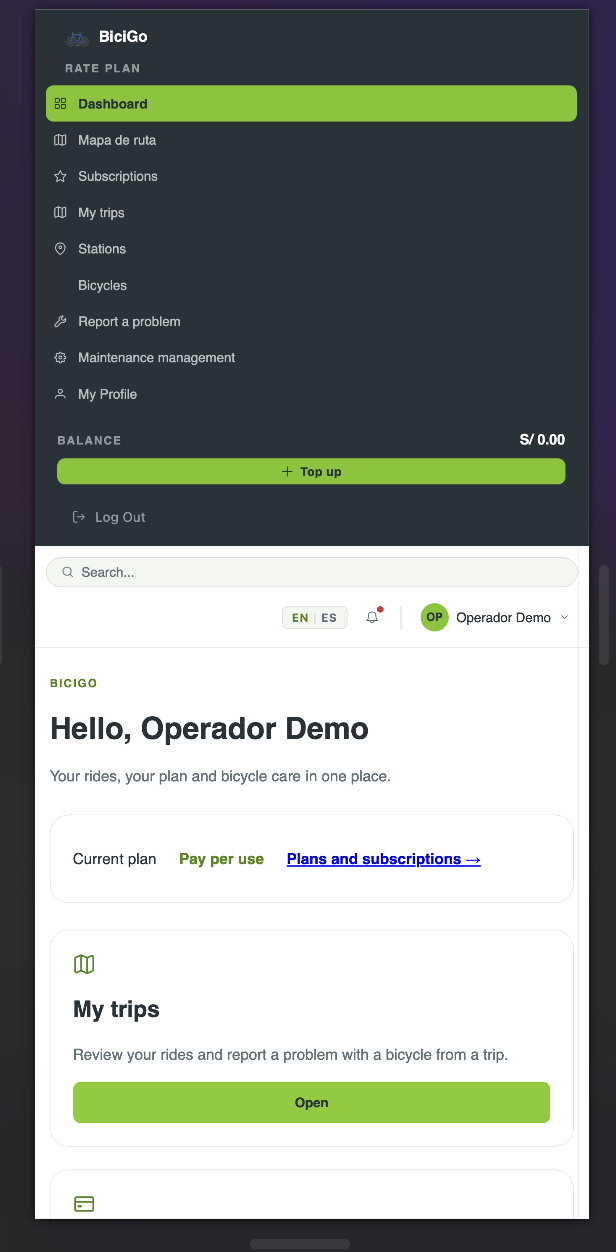 BiciGo
RATE PLAN
Dashboard
Mapa de ruta
Subscriptions
My trips
Stations
Bicycles
Report a problem
Maintenance management
My Profile
BALANCE S/ 0.00
+ Top up
Log Out
Search...
EN | ES OP Operador Demo
BICIGO
Hello, Operador Demo
Your rides, your plan and bicycle care in one place.
Current plan Pay per use Plans and subscriptions →
My trips
Review your rides and report a problem with a bicycle from a trip.
Open